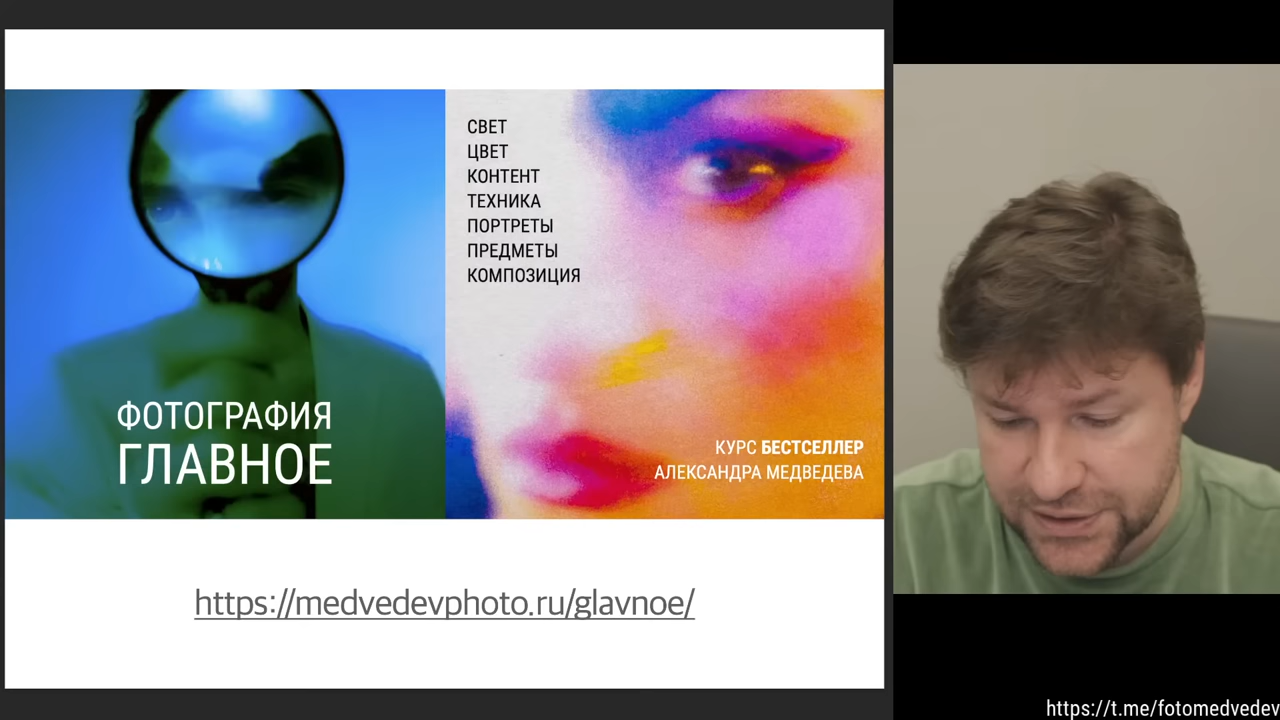 СВЕТ
ЦВЕТ
КОНТЕНТ
ТЕХНИКА
ПОРТРЕТЫ
ПРЕДМЕТЫ
КОМПОЗИЦИЯ
ФОТОГРАФИЯ
ГЛАВНОЕ
КУРС БЕСТСЕЛЛЕР
АЛЕКСАНДРА МЕДВЕДЕВА
https://medvedevphoto.ru/glavnoe/
https://t.me/fotomedvedev